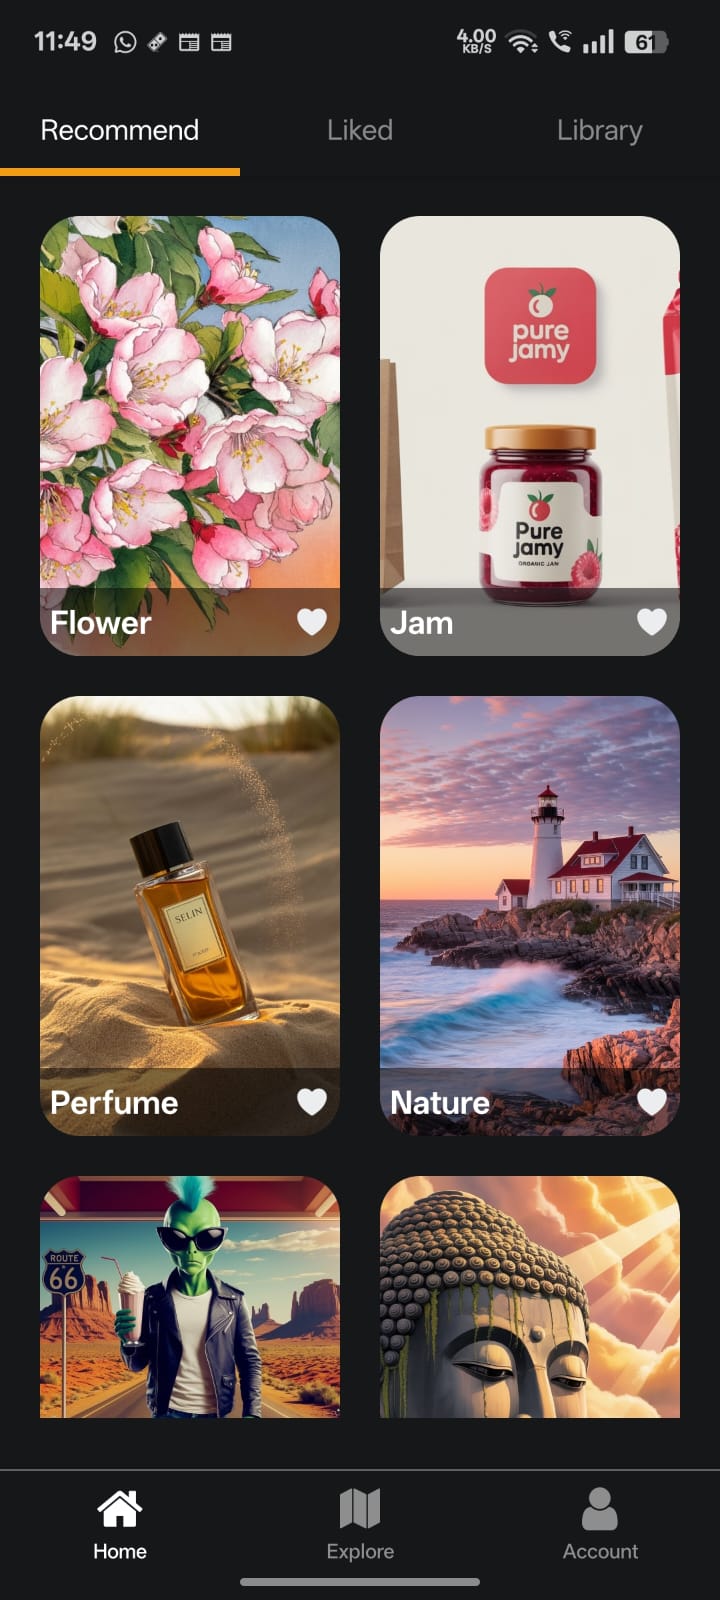 11:49
4.00
KB/S
61
Recommend
Liked
Library
pure
jamy
Pure
jamy
ORGANIC JAM
Flower
Jam
SELIN
Perfume
Nature
ROUTE
66
Home
Explore
Account